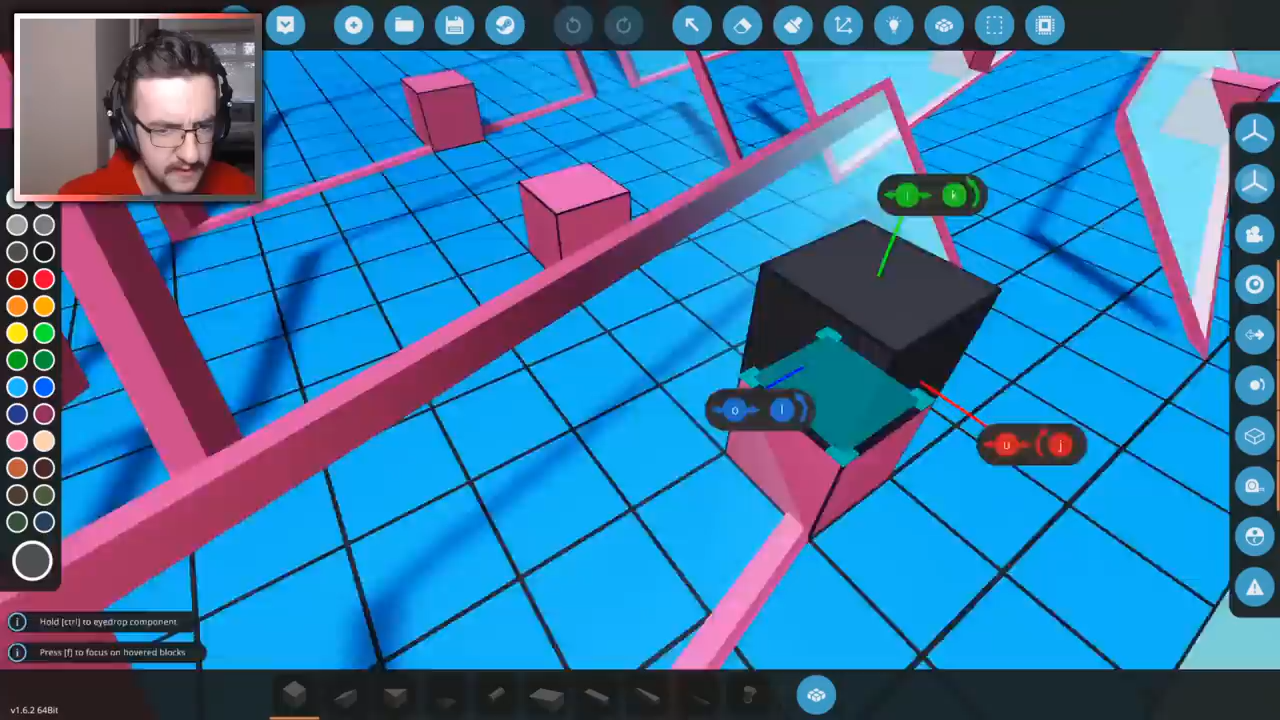 i k
o l
u j
Hold [ctrl] to eyedrop component
Press [f] to focus on hovered blocks
v1.6.2 64Bit